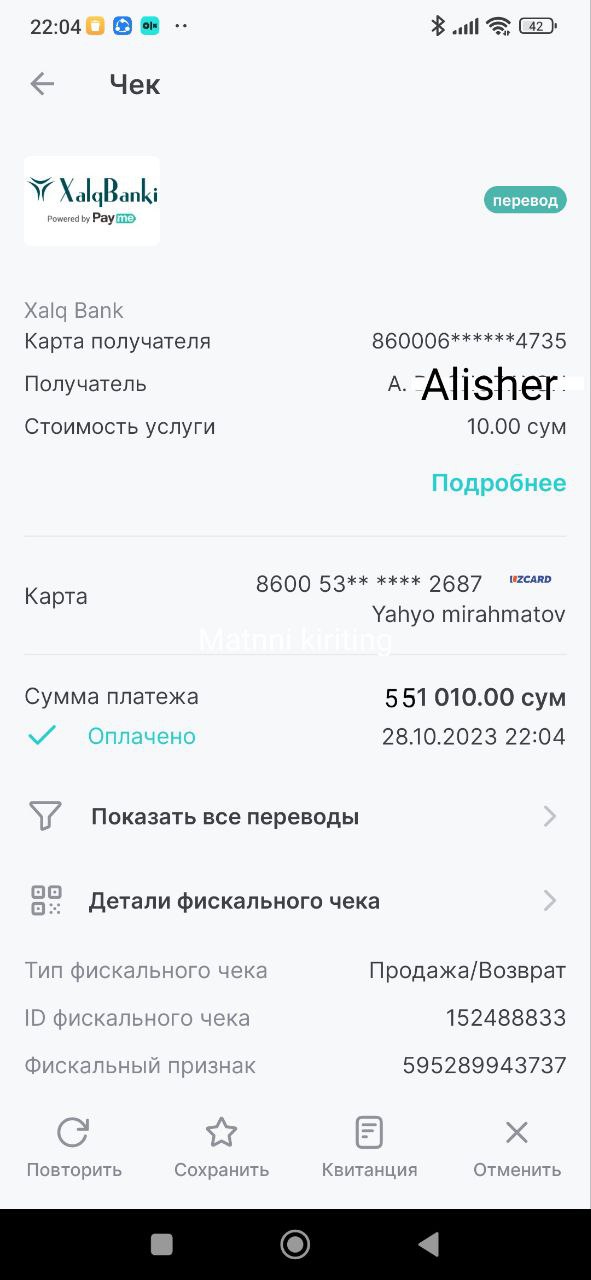 22:04
42
Чек
XalqBanki
Powered by Payme
перевод
Xalq Bank
Карта получателя 860006******4735
Получатель А. Alisher
Стоимость услуги 10.00 сум
Подробнее
8600 53** **** 2687 UZCARD
Карта
Yahyo mirahmatov
Matnni kiriting
Сумма платежа 551 010.00 сум
Оплачено 28.10.2023 22:04
Показать все переводы
Детали фискального чека
Тип фискального чека Продажа/Возврат
ID фискального чека 152488833
Фискальный признак 595289943737
Повторить Сохранить Квитанция Отменить